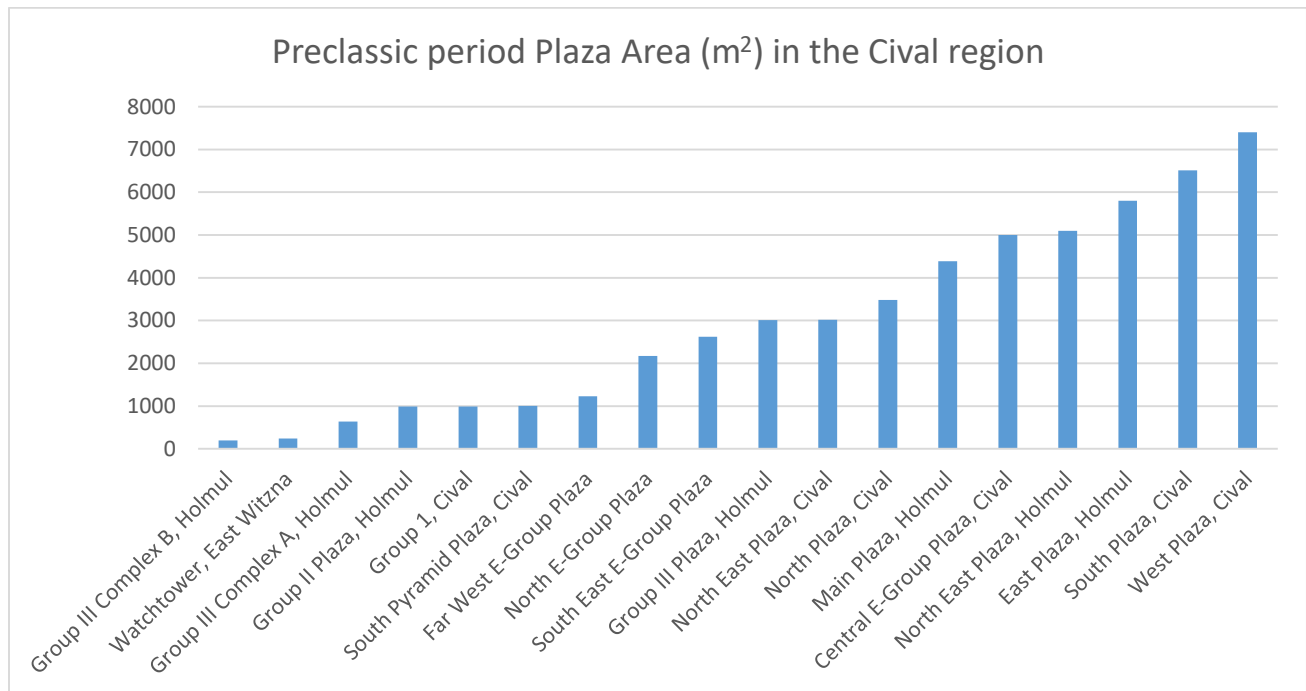 Preclassic period Plaza Area (m²) in the Cival region
8000
7000
6000
5000
4000
3000
2000
1000
0
Group III Complex B, Holmul
Watchtower, East Witzna
Group III Complex A, Holmul
Group II Plaza, Holmul
Group 1, Cival
South Pyramid Plaza, Cival
Far West E-Group Plaza
North E-Group Plaza
South East E-Group Plaza
Group III Plaza, Holmul
North East Plaza, Cival
North Plaza, Cival
Main Plaza, Holmul
Central E-Group Plaza, Cival
North East Plaza, Holmul
East Plaza, Holmul
South Plaza, Cival
West Plaza, Cival